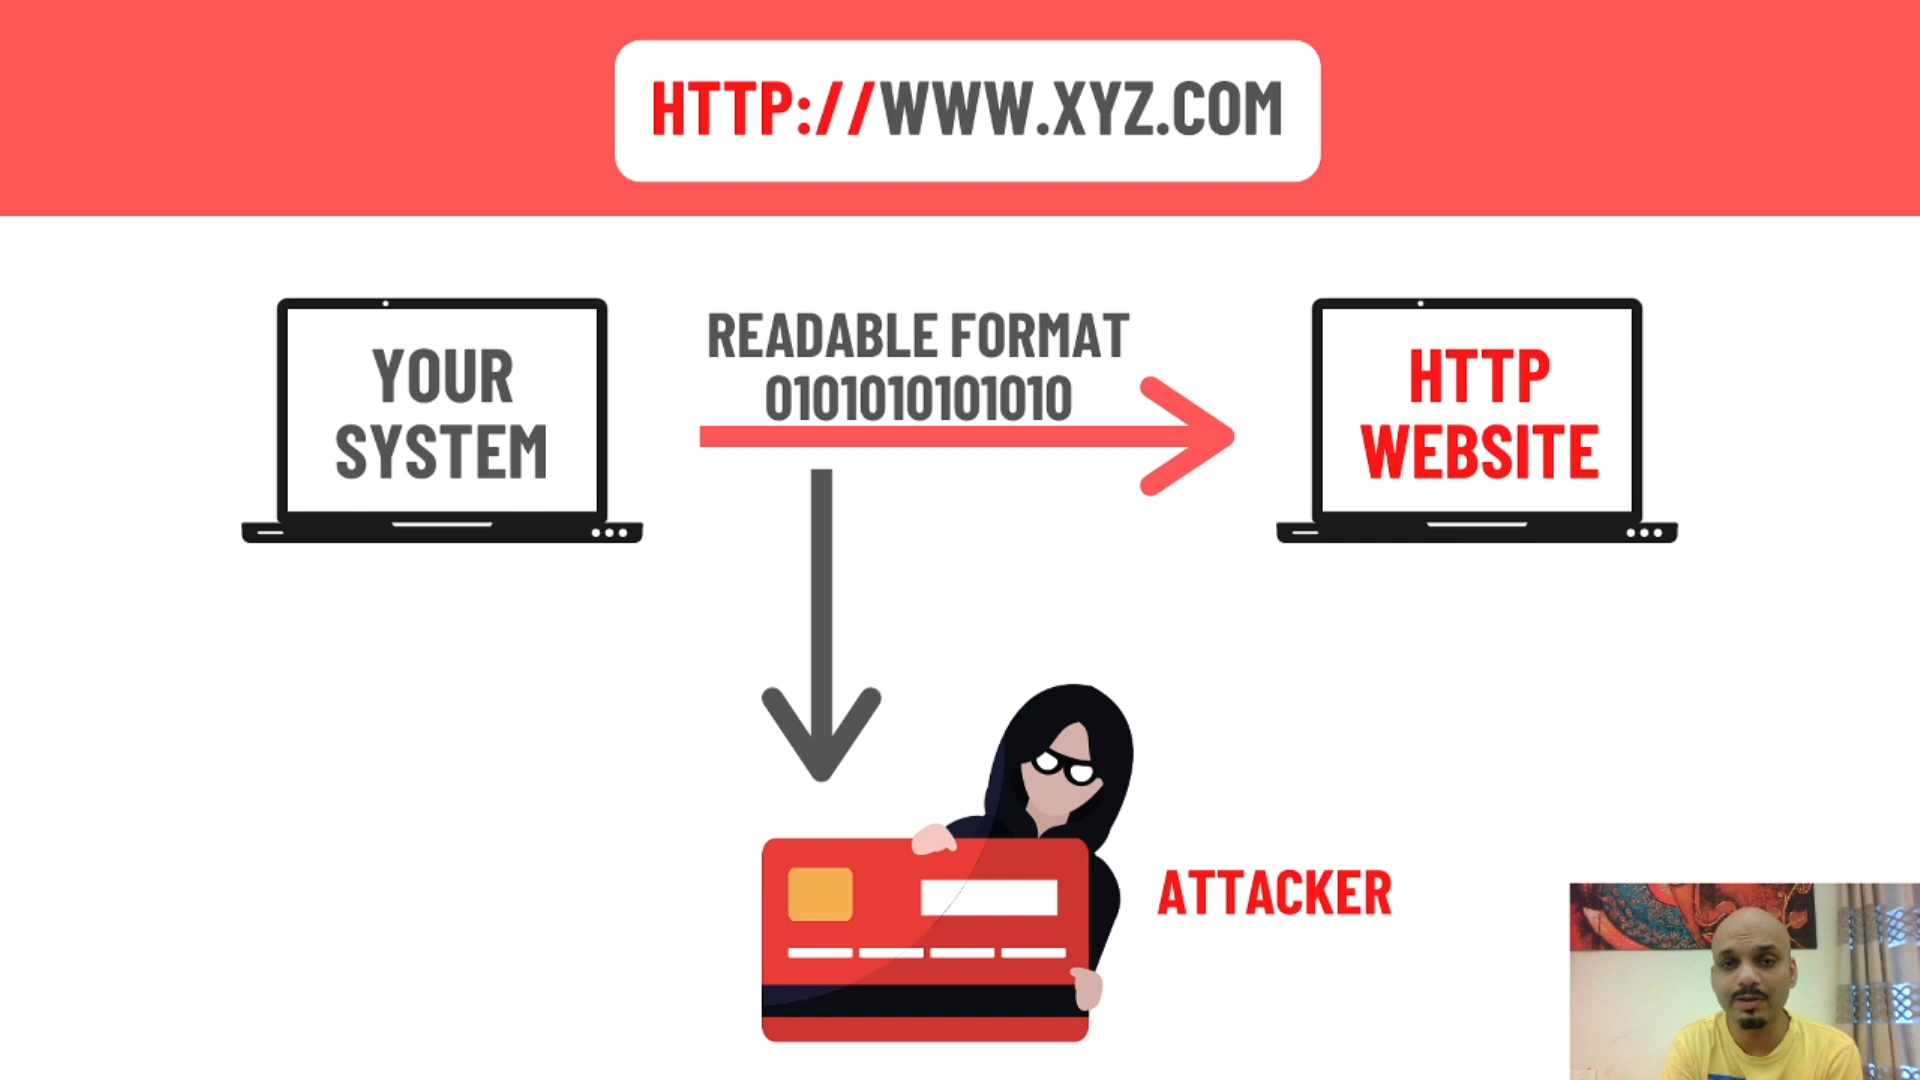 HTTP://WWW.XYZ.COM
YOUR
SYSTEM
READABLE FORMAT
0101010101010
HTTP
WEBSITE
ATTACKER